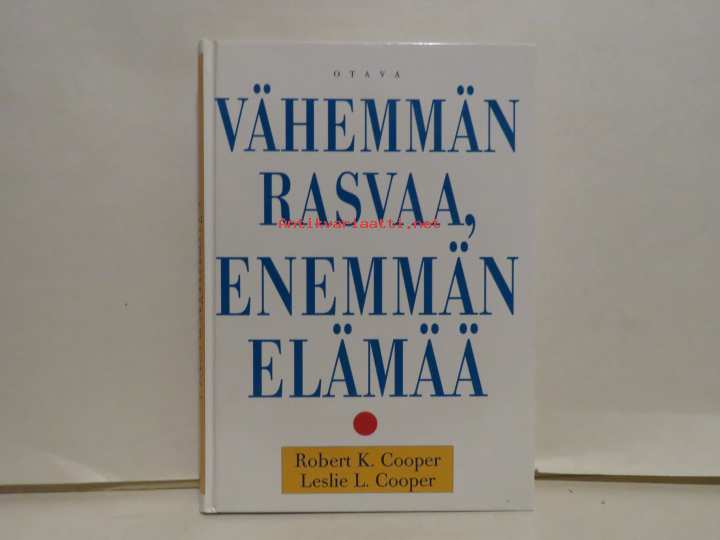 OTAVA
VÄHEMMÄN
RASVAA,
Antikvariaatti.net
ENEMMÄN
ELÄMÄÄ
Robert K. Cooper
Leslie L. Cooper